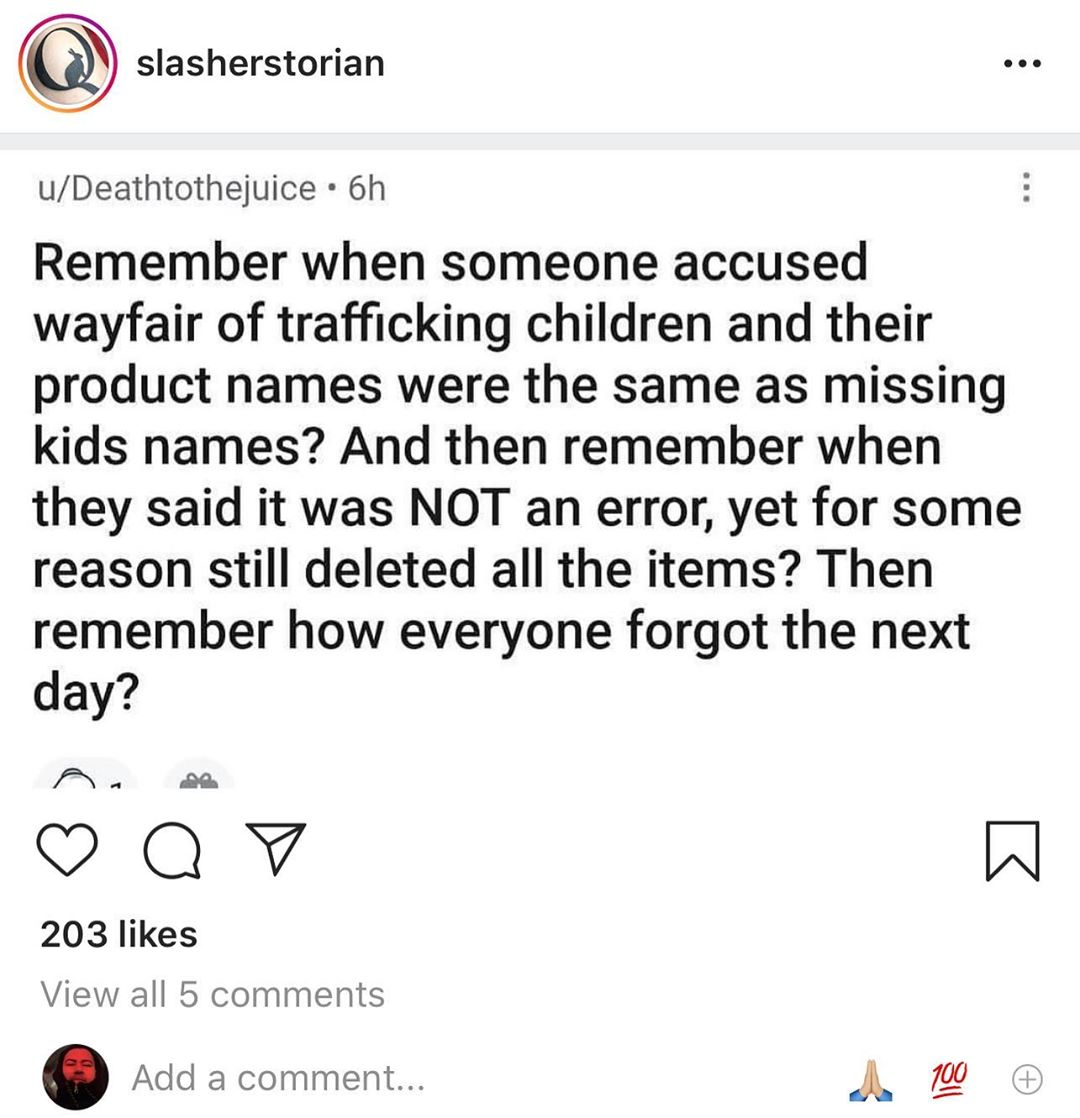 slasherstorian
u/Deathtothejuice • 6h
Remember when someone accused
wayfair of trafficking children and their
product names were the same as missing
kids names? And then remember when
they said it was NOT an error, yet for some
reason still deleted all the items? Then
remember how everyone forgot the next
day?
203 likes
View all 5 comments
Add a comment... 🙏🏼 💯